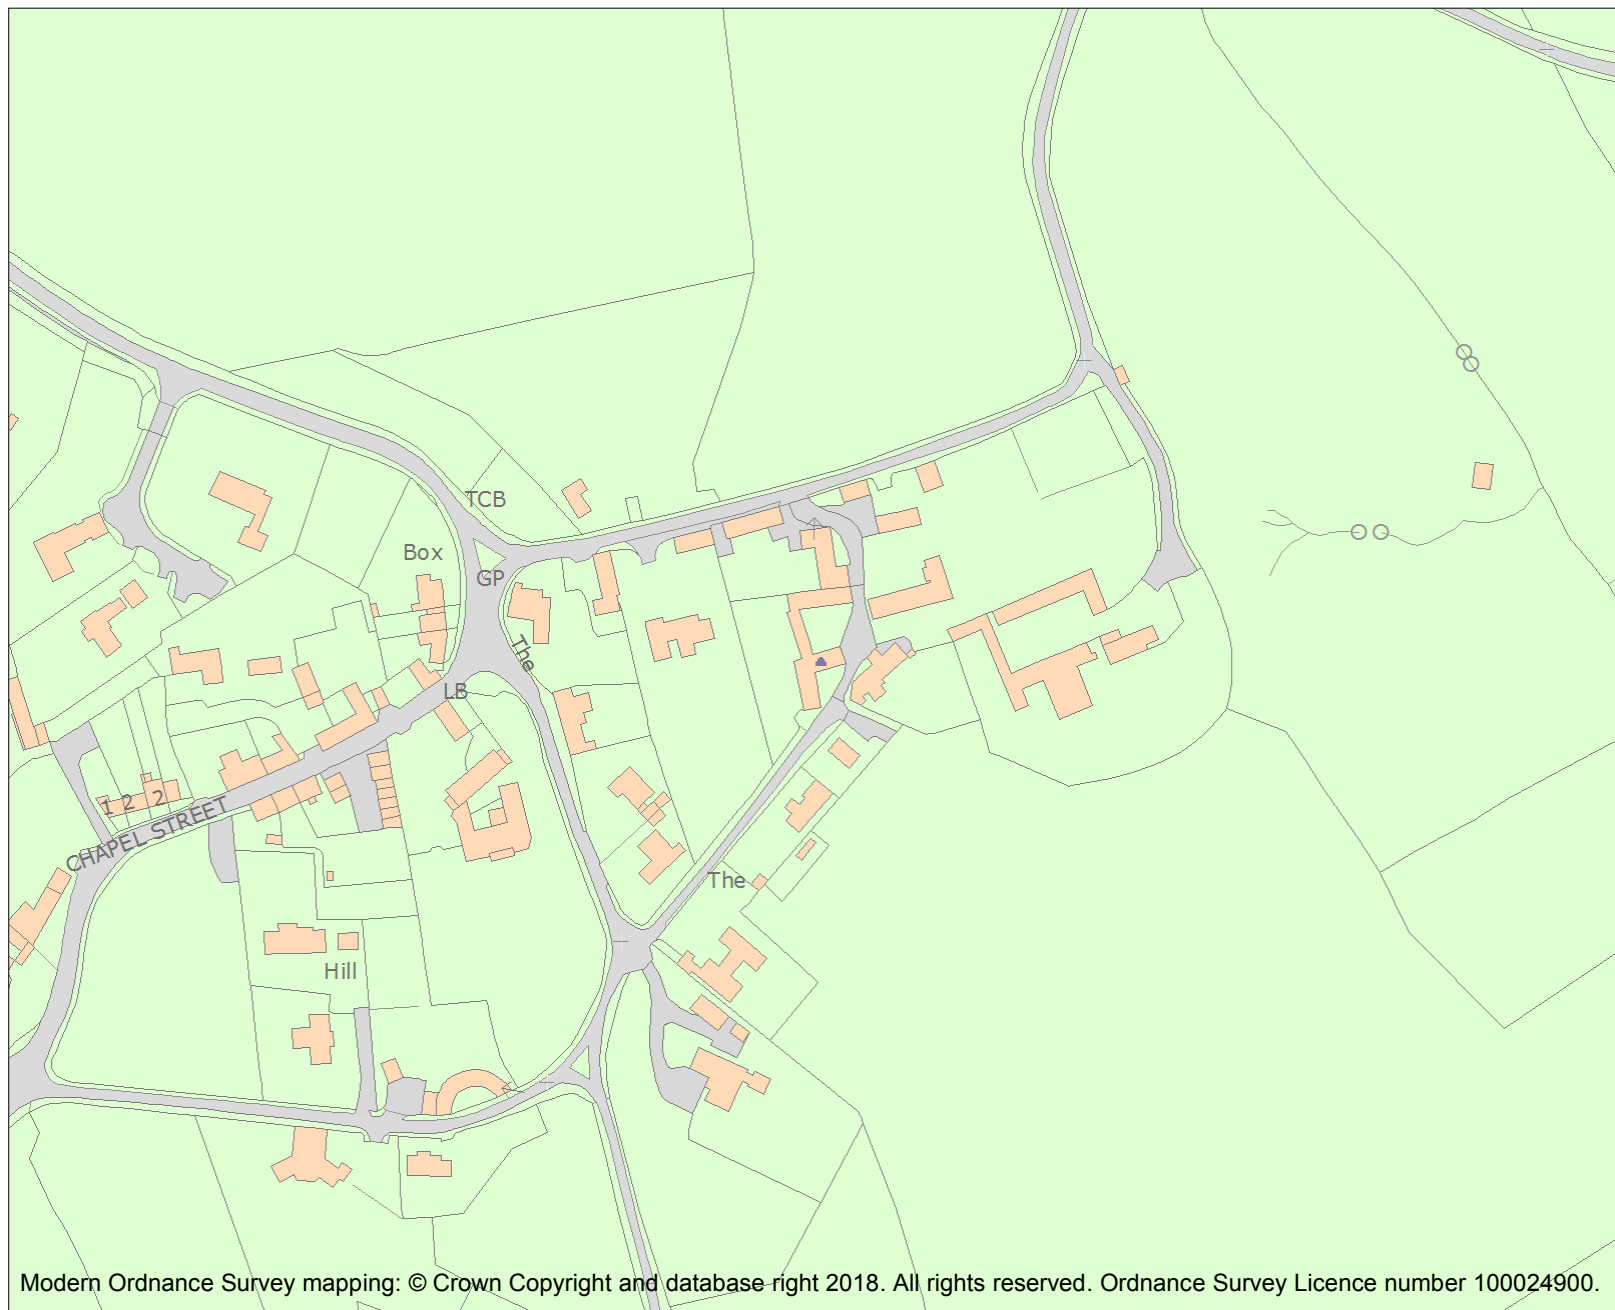 TCB
Box
GP
The
LB
1 2 2
CHAPEL STREET
The
Hill
Modern Ordnance Survey mapping: © Crown Copyright and database right 2018. All rights reserved. Ordnance Survey Licence number 100024900.